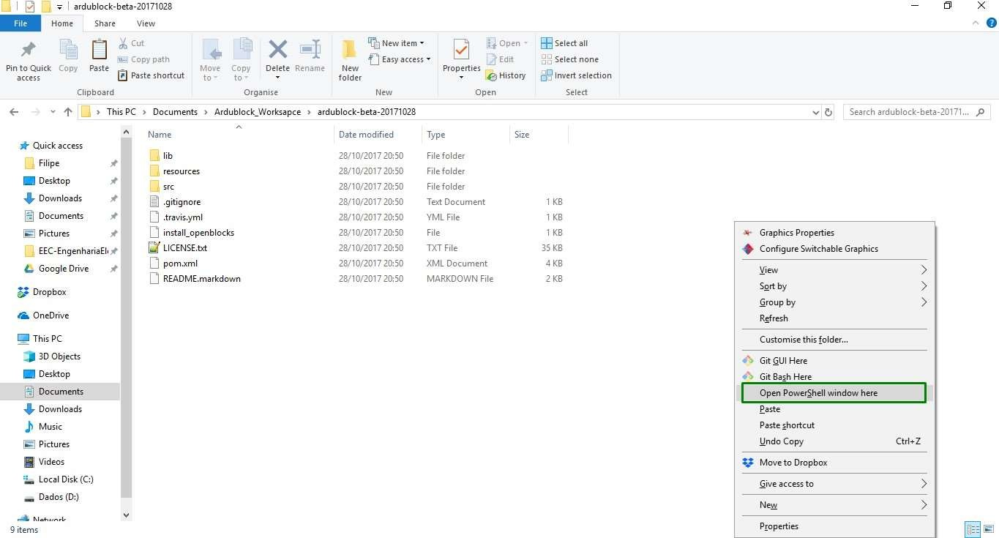 ardublock-beta-20171028
File Home Share View
Pin to Quick access
Copy
Paste
Cut
Copy path
Paste shortcut
Clipboard
Move to
Copy to
Delete
Rename
Organise
New folder
New item
Easy access
New
Properties
Open
Edit
History
Open
Select all
Select none
Invert selection
Select
This PC > Documents > Ardublock_Worksapce > ardublock-beta-20171028
Search ardublock-beta-20171...
Quick access
Filipe
Desktop
Downloads
Documents
Pictures
EEC-EngenhariaEl
Google Drive
Dropbox
OneDrive
This PC
3D Objects
Desktop
Documents
Downloads
Music
Pictures
Videos
Local Disk (C:)
Dados (D:)
Network
Name Date modified Type Size
lib 28/10/2017 20:50 File folder
resources 28/10/2017 20:50 File folder
src 28/10/2017 20:50 File folder
.gitignore 28/10/2017 20:50 Text Document 1 KB
.travis.yml 28/10/2017 20:50 YML File 1 KB
install_openblocks 28/10/2017 20:50 File 1 KB
LICENSE.txt 28/10/2017 20:50 TXT File 35 KB
pom.xml 28/10/2017 20:50 XML Document 4 KB
README.markdown 28/10/2017 20:50 MARKDOWN File 2 KB
Graphics Properties
Configure Switchable Graphics
View
Sort by
Group by
Refresh
Customise this folder...
Git GUI Here
Git Bash Here
Open PowerShell window here
Paste
Paste shortcut
Undo Copy Ctrl+Z
Move to Dropbox
Give access to
New
Properties
9 items